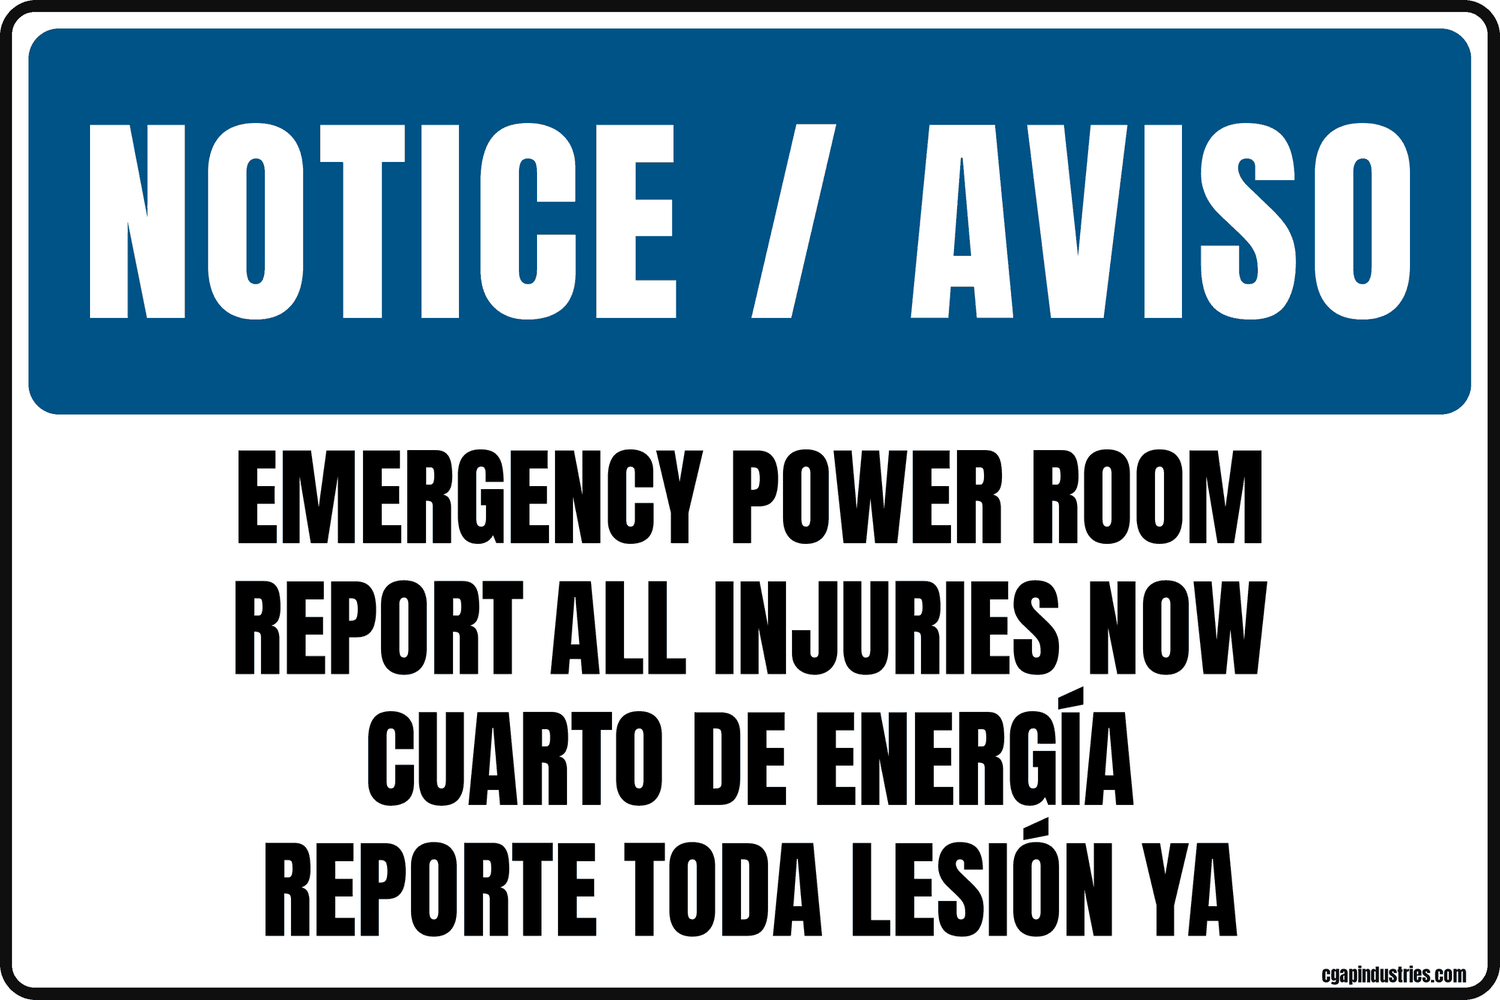 NOTICE / AVISO
EMERGENCY POWER ROOM
REPORT ALL INJURIES NOW
CUARTO DE ENERGÍA
REPORTE TODA LESIÓN YA
cgapindustries.com